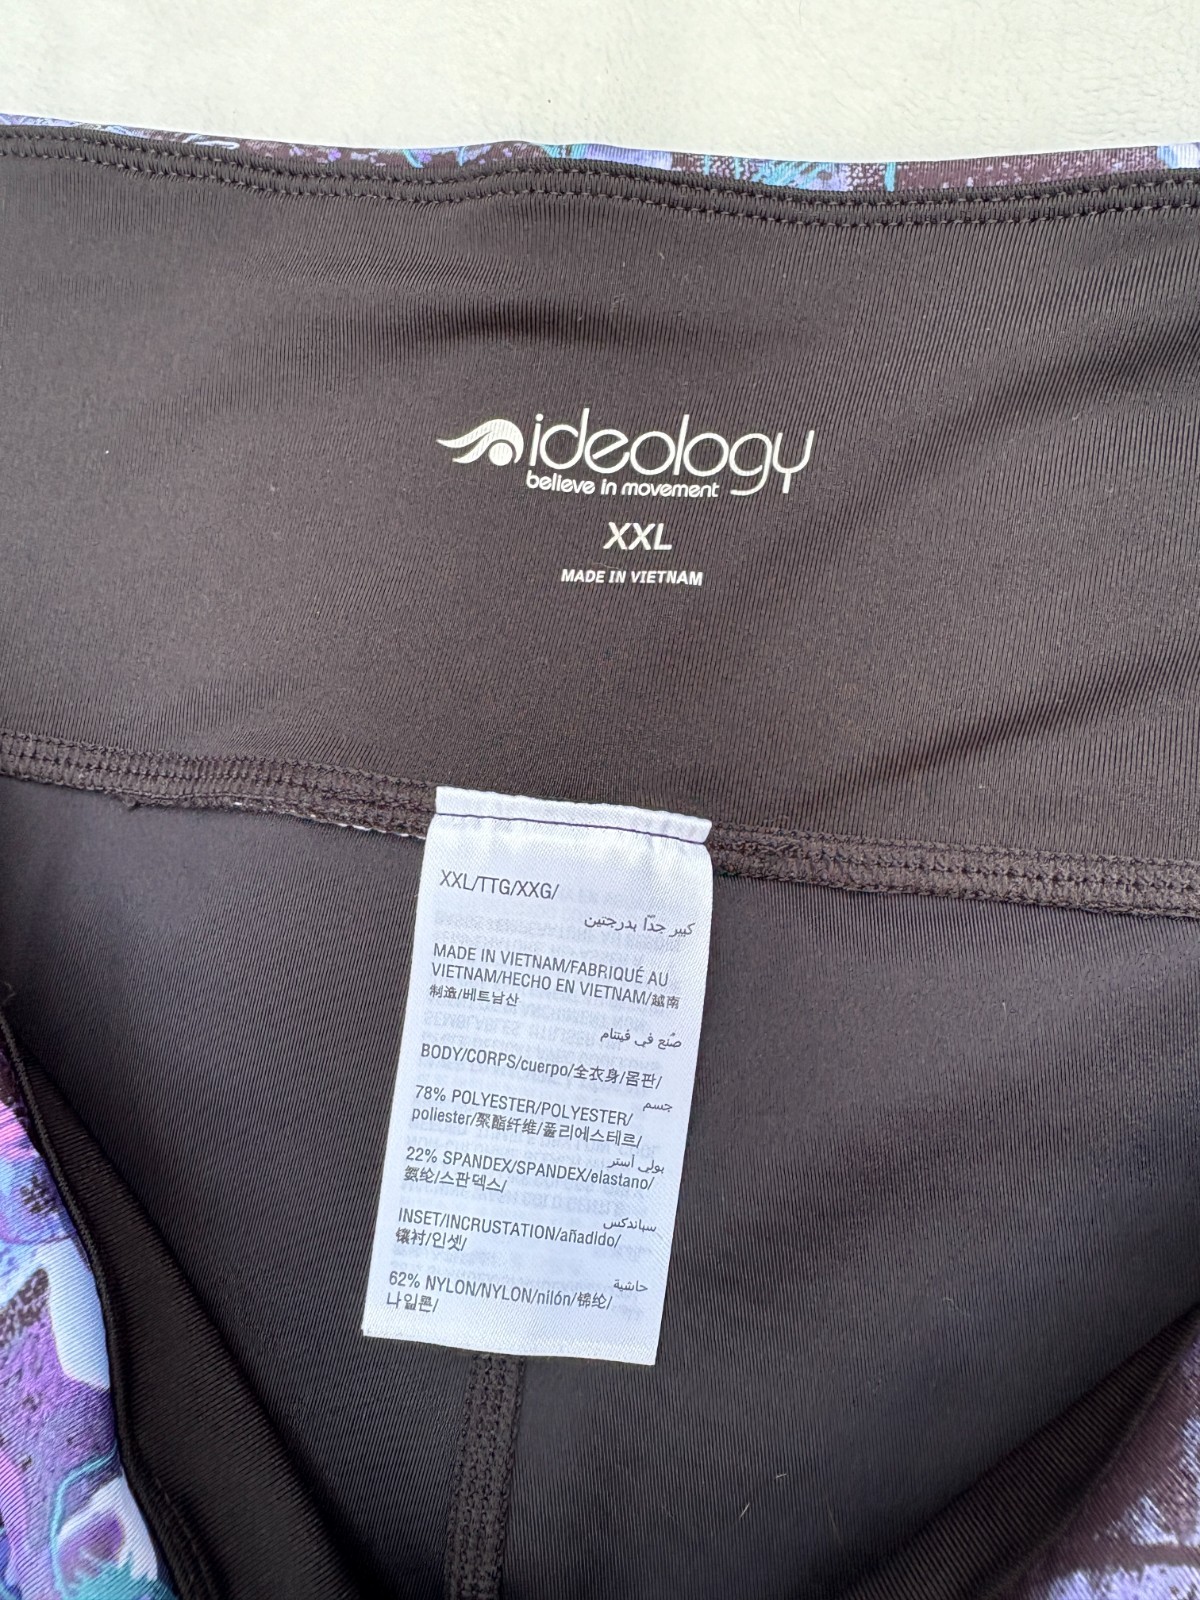 ideology
believe in movement
XXL
MADE IN VIETNAM
XXL/TTG/XXG/
كبير جدًا بدرجتين
MADE IN VIETNAM/FABRIQUÉ AU
VIETNAM/HECHO EN VIETNAM/越南
制造/베트남산
صُنع في فيتنام
BODY/CORPS/cuerpo/全衣身/몸판/
جسم
78% POLYESTER/POLYESTER/
poliester/聚酯纤维/폴리에스테르/
بولي أستر
22% SPANDEX/SPANDEX/elastano/
氨纶/스판덱스/
سباندكس
INSET/INCRUSTATION/añadido/
镶衬/인셋/
حاشية
62% NYLON/NYLON/nilón/锦纶/
나일론/